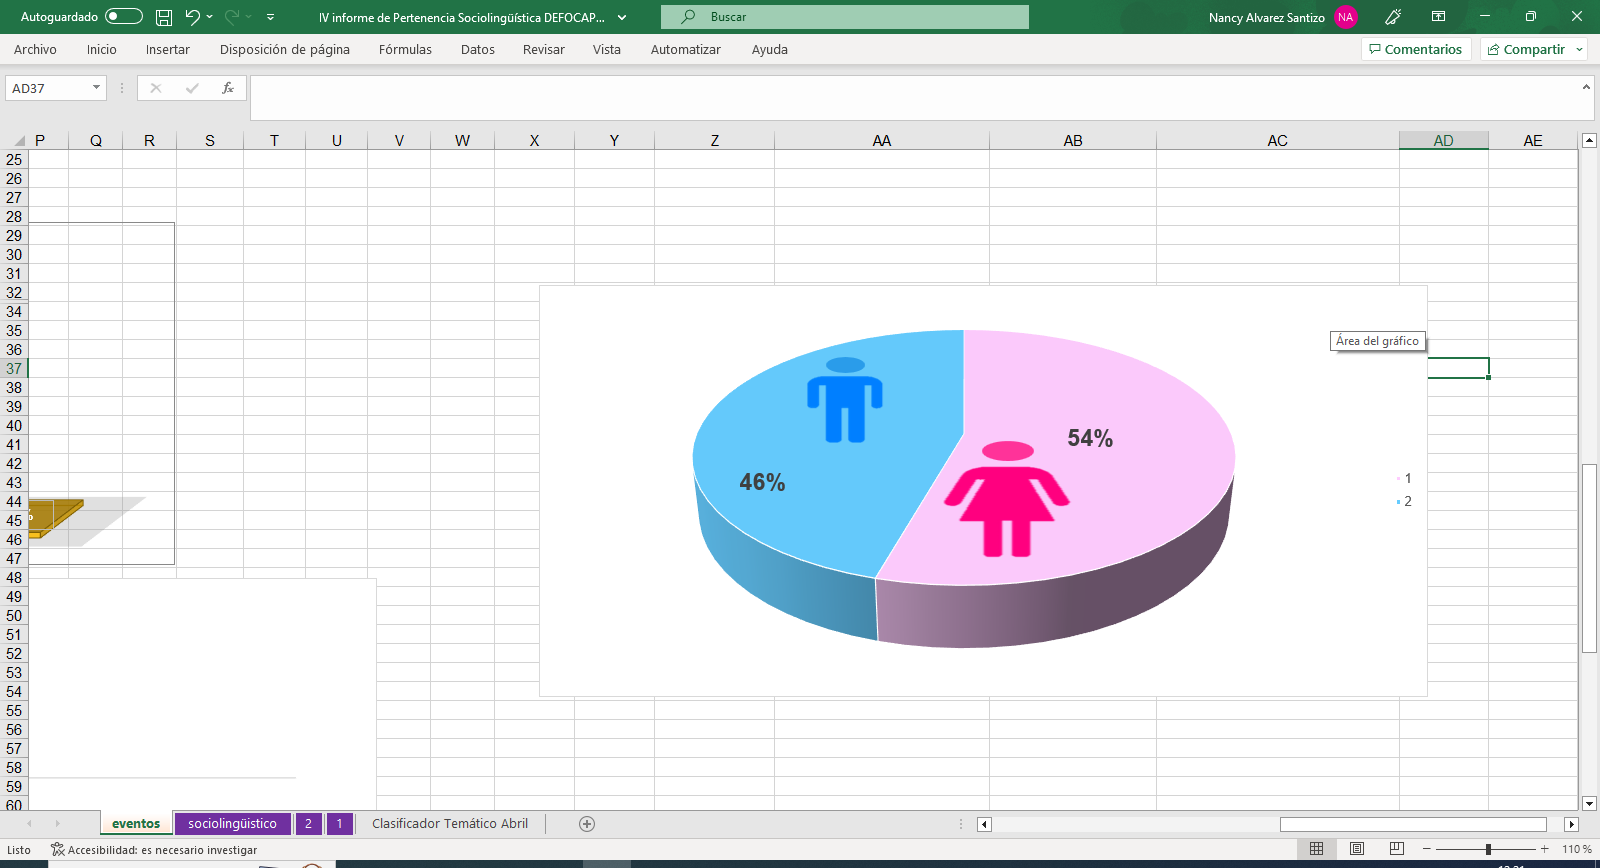 Autoguardado
IV informe de Pertenencia Sociolingüística DEFOCAP...
Buscar
Nancy Alvarez Santizo
NA
Archivo Inicio Insertar Disposición de página Fórmulas Datos Revisar Vista Automatizar Ayuda
Comentarios
Compartir
AD37
fx
P Q R S T U V W X Y Z AA AB AC AD AE
25
26
27
28
29
30
31
32
34
35
36
37
38
39
40
41
42
43
44
45
46
47
48
49
50
51
52
53
54
55
56
57
58
59
60
Área del gráfico
54%
46%
1
2
eventos sociolingüistico 2 1 Clasificador Temático Abril
Listo
Accesibilidad: es necesario investigar
110 %